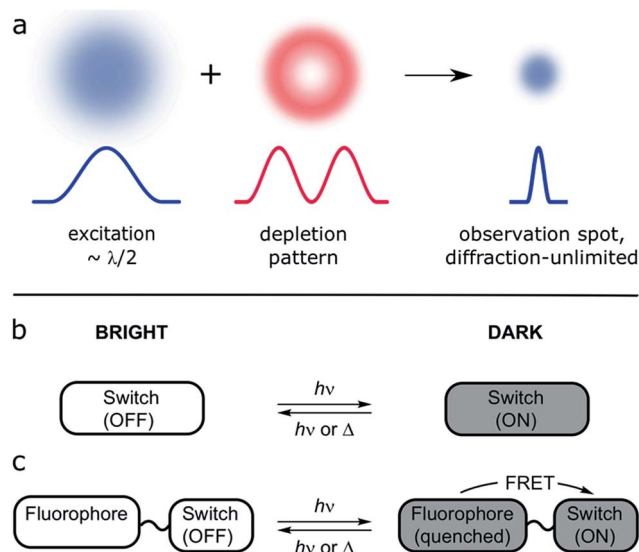 a
+
excitation
~ λ/2
depletion
pattern
observation spot,
diffraction-unlimited
b
BRIGHT
DARK
Switch
(OFF)
hν
hν or Δ
Switch
(ON)
c
Fluorophore
Switch
(OFF)
hν
hν or Δ
FRET
Fluorophore
(quenched)
Switch
(ON)